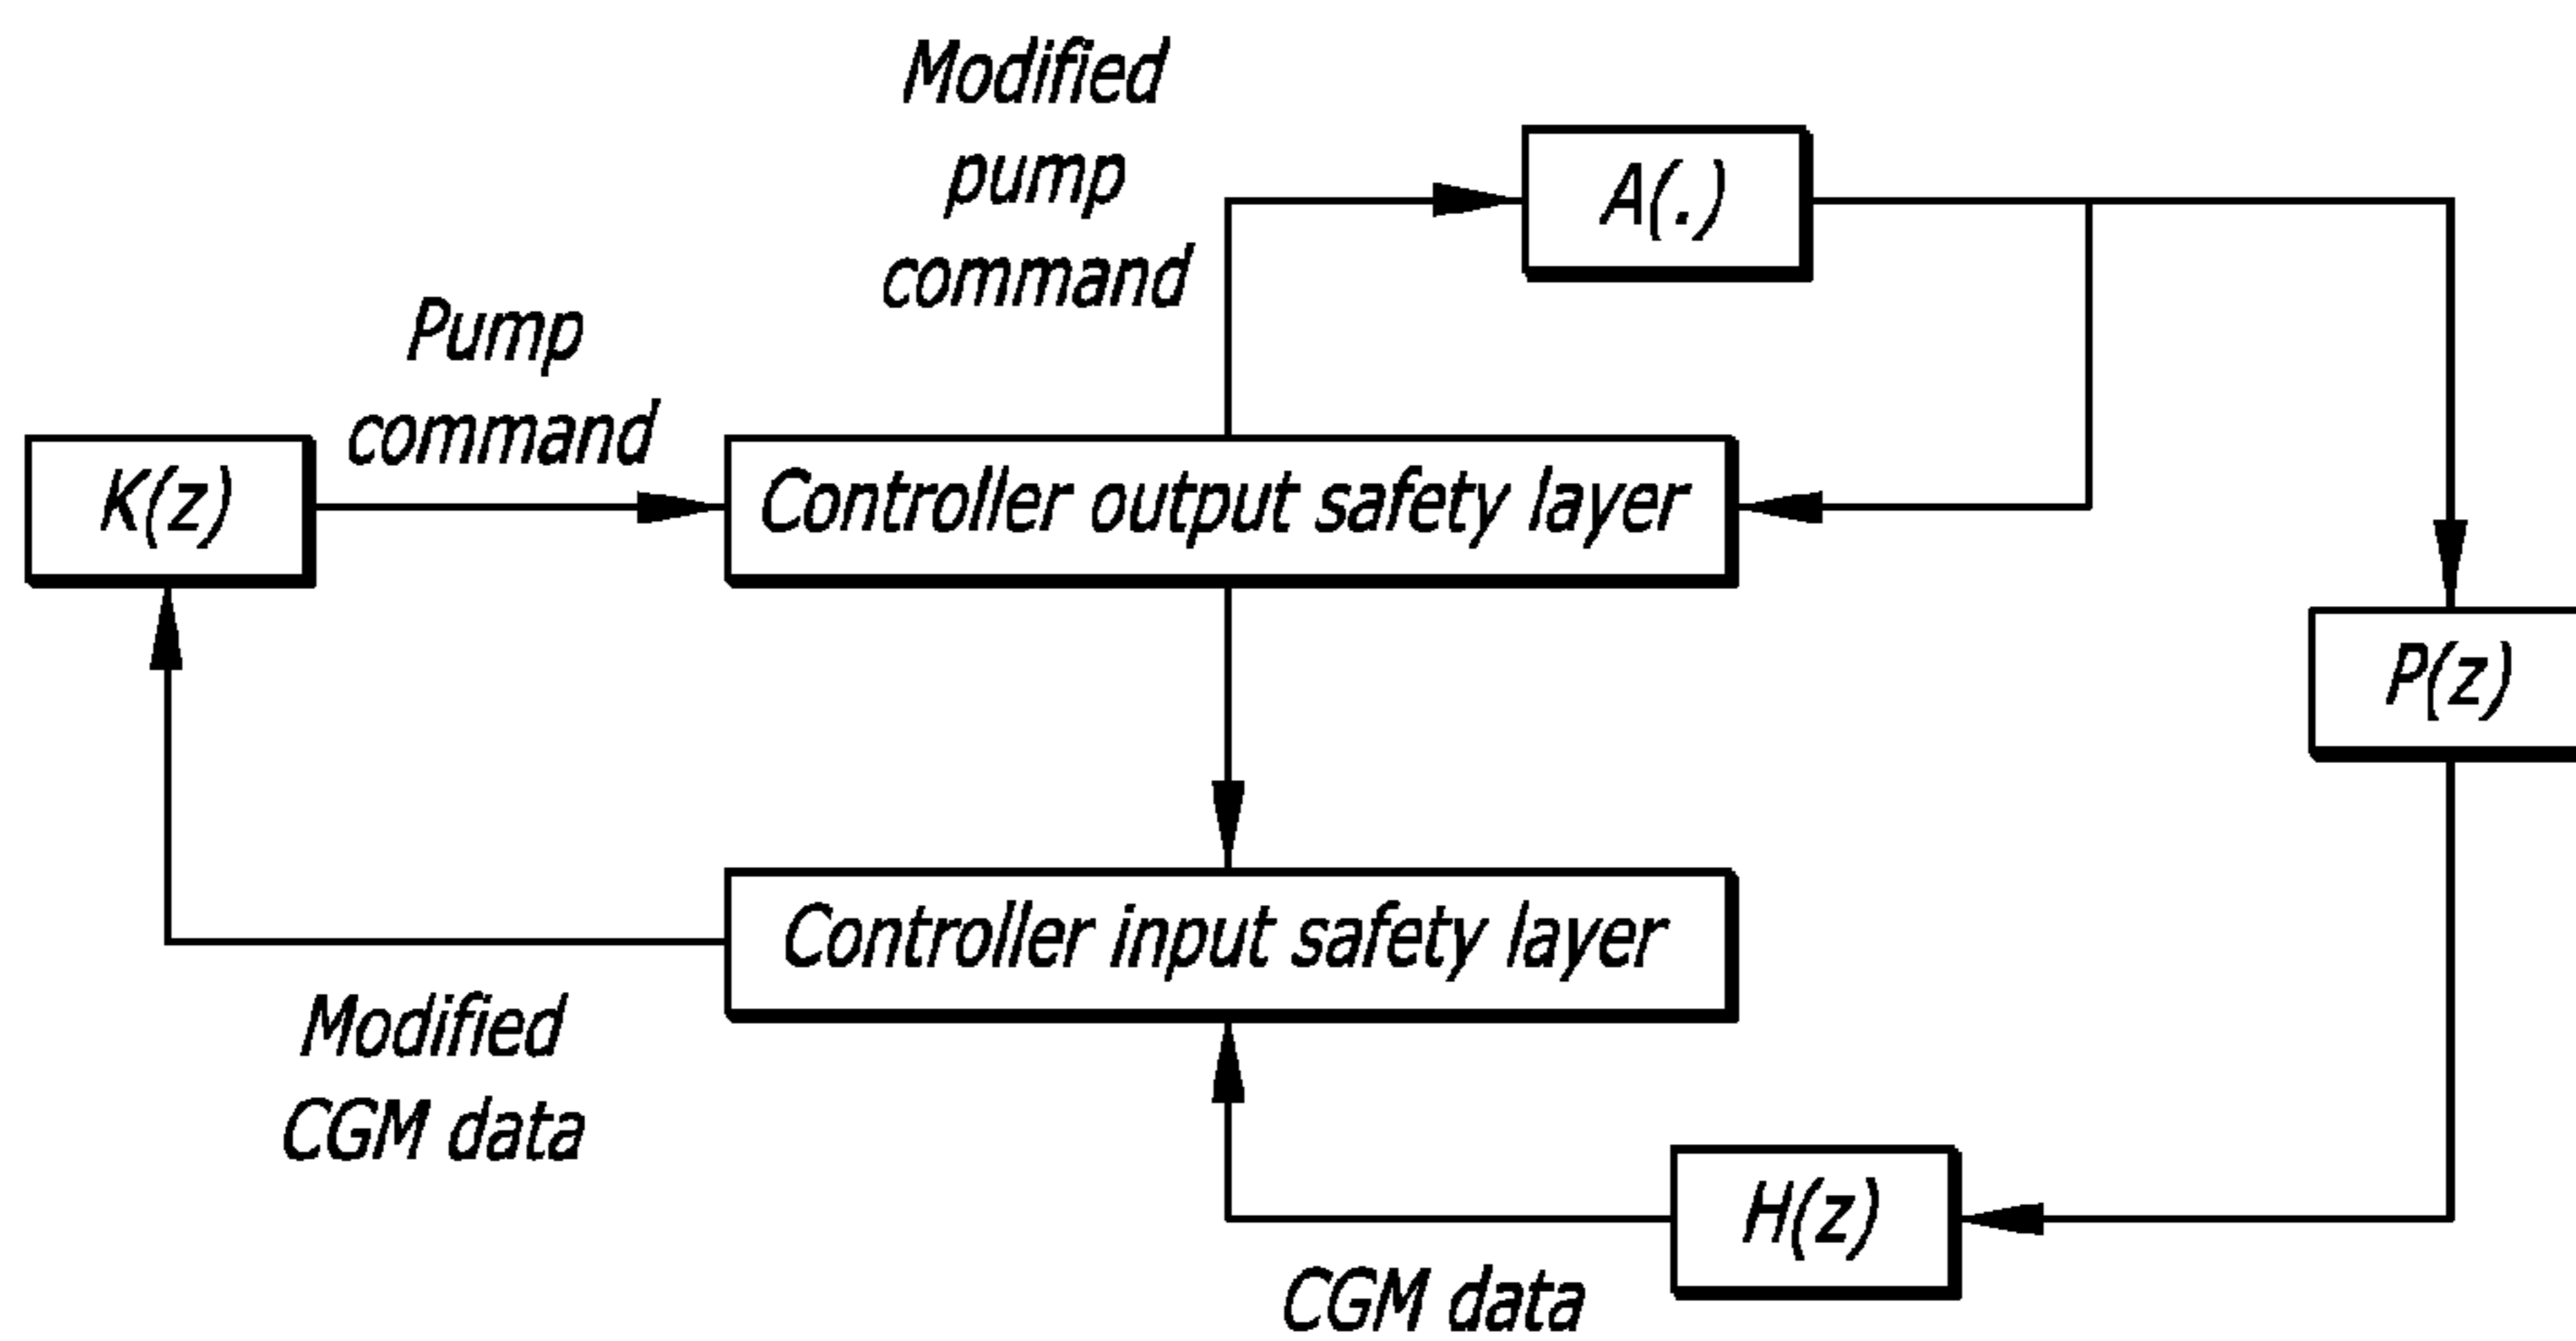 Modified
pump
command
A(.)
Pump
command
K(z)
Controller output safety layer
P(z)
Controller input safety layer
Modified
CGM data
H(z)
CGM data